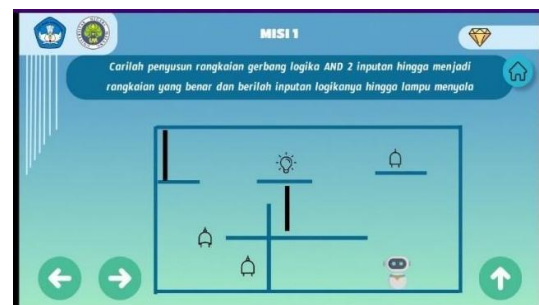 MISI 1
Carilah penyusun rangkaian gerbang logika AND 2 inputan hingga menjadi
rangkaian yang benar dan berilah inputan logikanya hingga lampu menyala